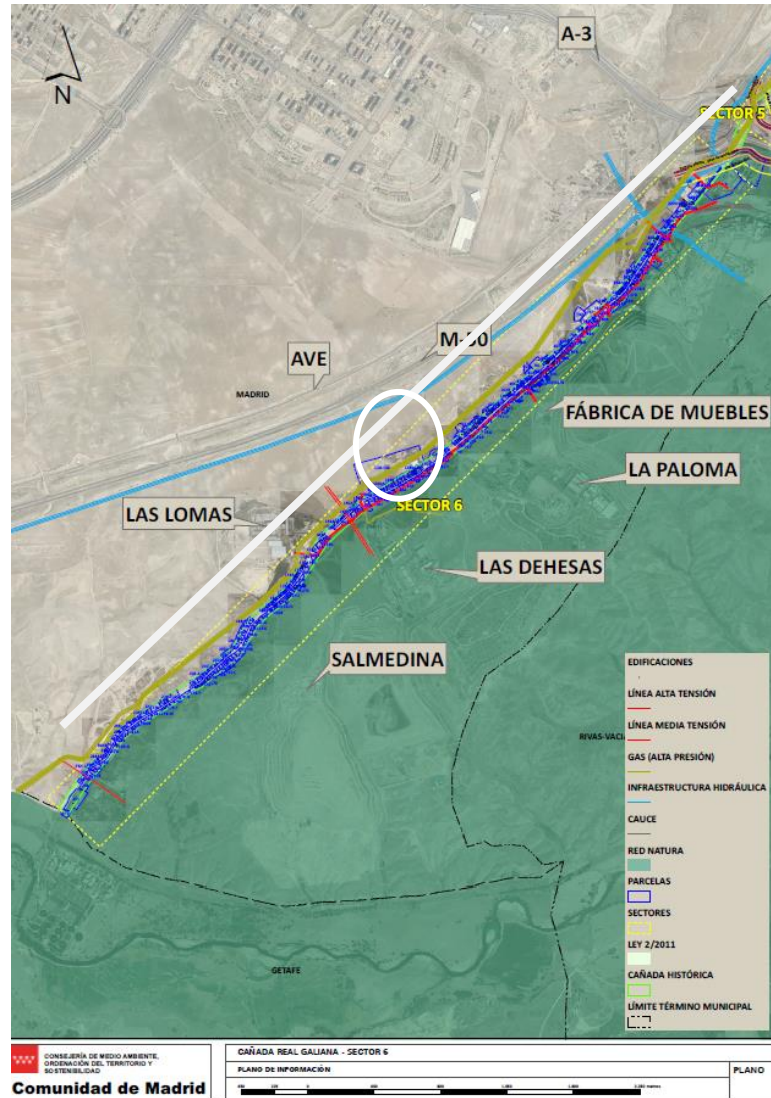 A-3
N
SECTOR 5
AVE
MADRID
FÁBRICA DE MUEBLES
LA PALOMA
LAS LOMAS
SECTOR 6
LAS DEHESAS
SALMEDINA
GETAFE
EDIFICACIONES
LÍNEA ALTA TENSIÓN
LÍNEA MEDIA TENSIÓN
GAS (ALTA PRESIÓN)
INFRAESTRUCTURA HIDRÁULICA
CAUCE
RED NATURA
PARCELAS
SECTORES
LEY 2/2011
CAÑADA HISTÓRICA
LÍMITE TÉRMINO MUNICIPAL
CONSEJERÍA DE MEDIO AMBIENTE,
ORDENACIÓN DEL TERRITORIO Y
SOSTENIBILIDAD
Comunidad de Madrid
CAÑADA REAL GALIANA - SECTOR 6
PLANO DE INFORMACIÓN
PLANO